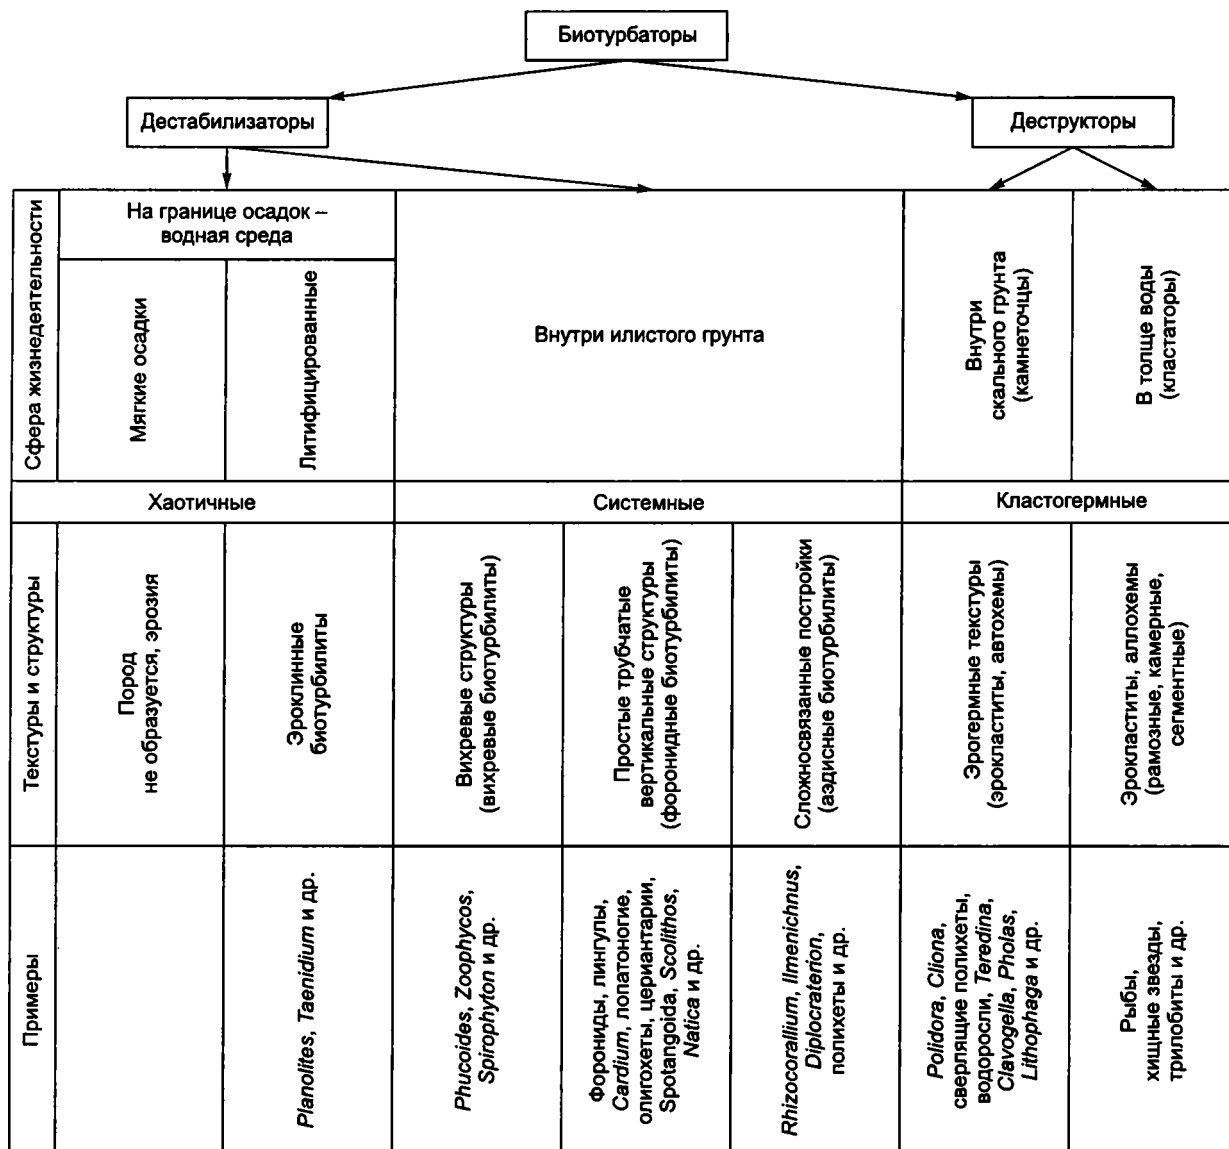 Биотурбаторы
Дестабилизаторы
Деструкторы
Сфера жизнедеятельности
На границе осадок –
водная среда
Мягкие осадки
Литифицированные
Внутри илистого грунта
Внутри
скального грунта
(камнеточцы)
В толще воды
(кластаторы)
Хаотичные
Системные
Кластогермные
Текстуры и структуры
Пород
не образуется, эрозия
Эроклинные
биотурбилиты
Вихревые структуры
(вихревые биотурбилиты)
Простые трубчатые
вертикальные структуры
(форонидные биотурбилиты)
Сложносвязанные постройки
(аэдисные биотурбилиты)
Эрогермные текстуры
(эрокластиты, автохемы)
Эрокластиты, аллохемы
(рамозные, камерные,
сегментные)
Примеры
Planolites, Taenidium и др.
Phucoides, Zoophycos,
Spirophyton и др.
Форониды, лингулы,
Cardium, лопатоногие,
олигохеты, цериантарии,
Spotangoida, Scolithos,
Natica и др.
Rhizocorallium, Ilmenichnus,
Diplocraterion,
полихеты и др.
Polidora, Cliona,
сверлящие полихеты,
водоросли, Teredina,
Clavogella, Pholas,
Lithophaga и др.
Рыбы,
хищные звезды,
трилобиты и др.